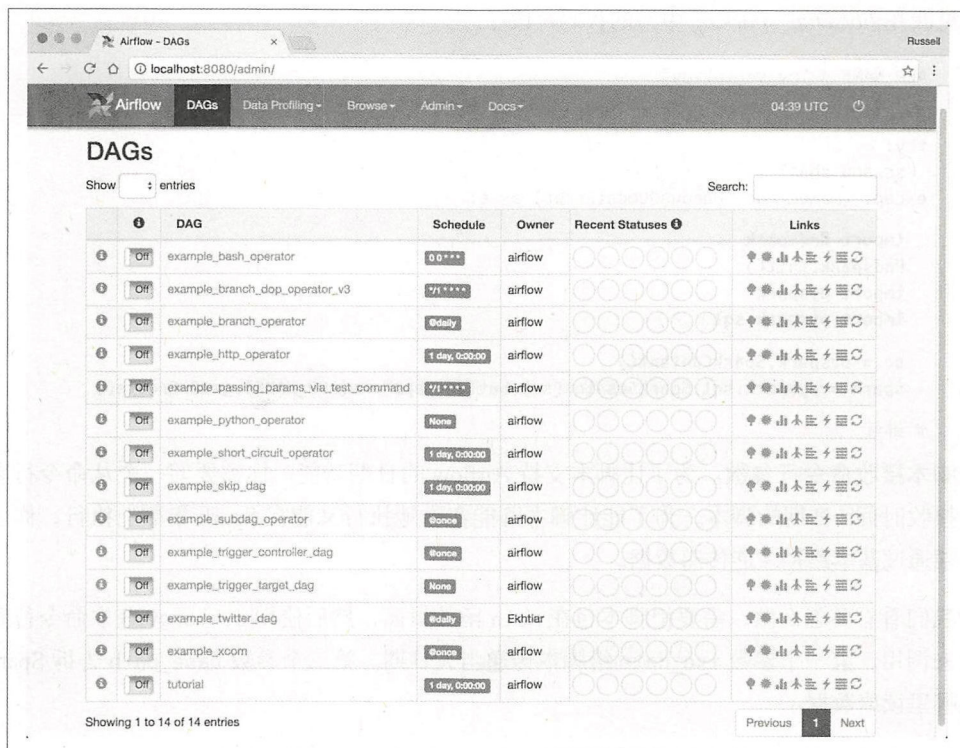 Airflow - DAGs ×
Russell
localhost:8080/admin/
Airflow DAGs Data Profiling Browse Admin Docs 04:39 UTC
DAGs
Show entries Search:
DAG Schedule Owner Recent Statuses Links
Off example_bash_operator 0 0 * * * airflow
Off example_branch_dop_operator_v3 */1 * * * * airflow
Off example_branch_operator @daily airflow
Off example_http_operator 1 day, 0:00:00 airflow
Off example_passing_params_via_test_command */1 * * * * airflow
Off example_python_operator None airflow
Off example_short_circuit_operator 1 day, 0:00:00 airflow
Off example_skip_dag 1 day, 0:00:00 airflow
Off example_subdag_operator @once airflow
Off example_trigger_controller_dag @once airflow
Off example_trigger_target_dag None airflow
Off example_twitter_dag @daily Ekhtiar
Off example_xcom @once airflow
Off tutorial 1 day, 0:00:00 airflow
Showing 1 to 14 of 14 entries Previous 1 Next